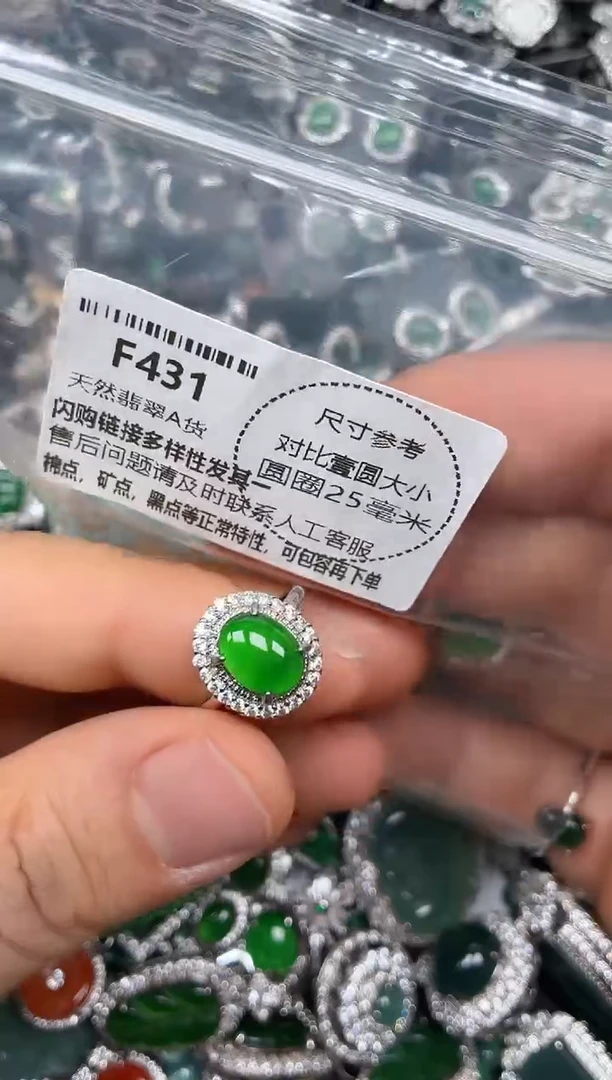 F431
天然翡翠A货
闪购链接多样性发其一
售后问题请及时联系人工客服
棉点，矿点，黑点等正常特性，可包容再下单
尺寸参考
对比壹圆大小
圆圈25毫米